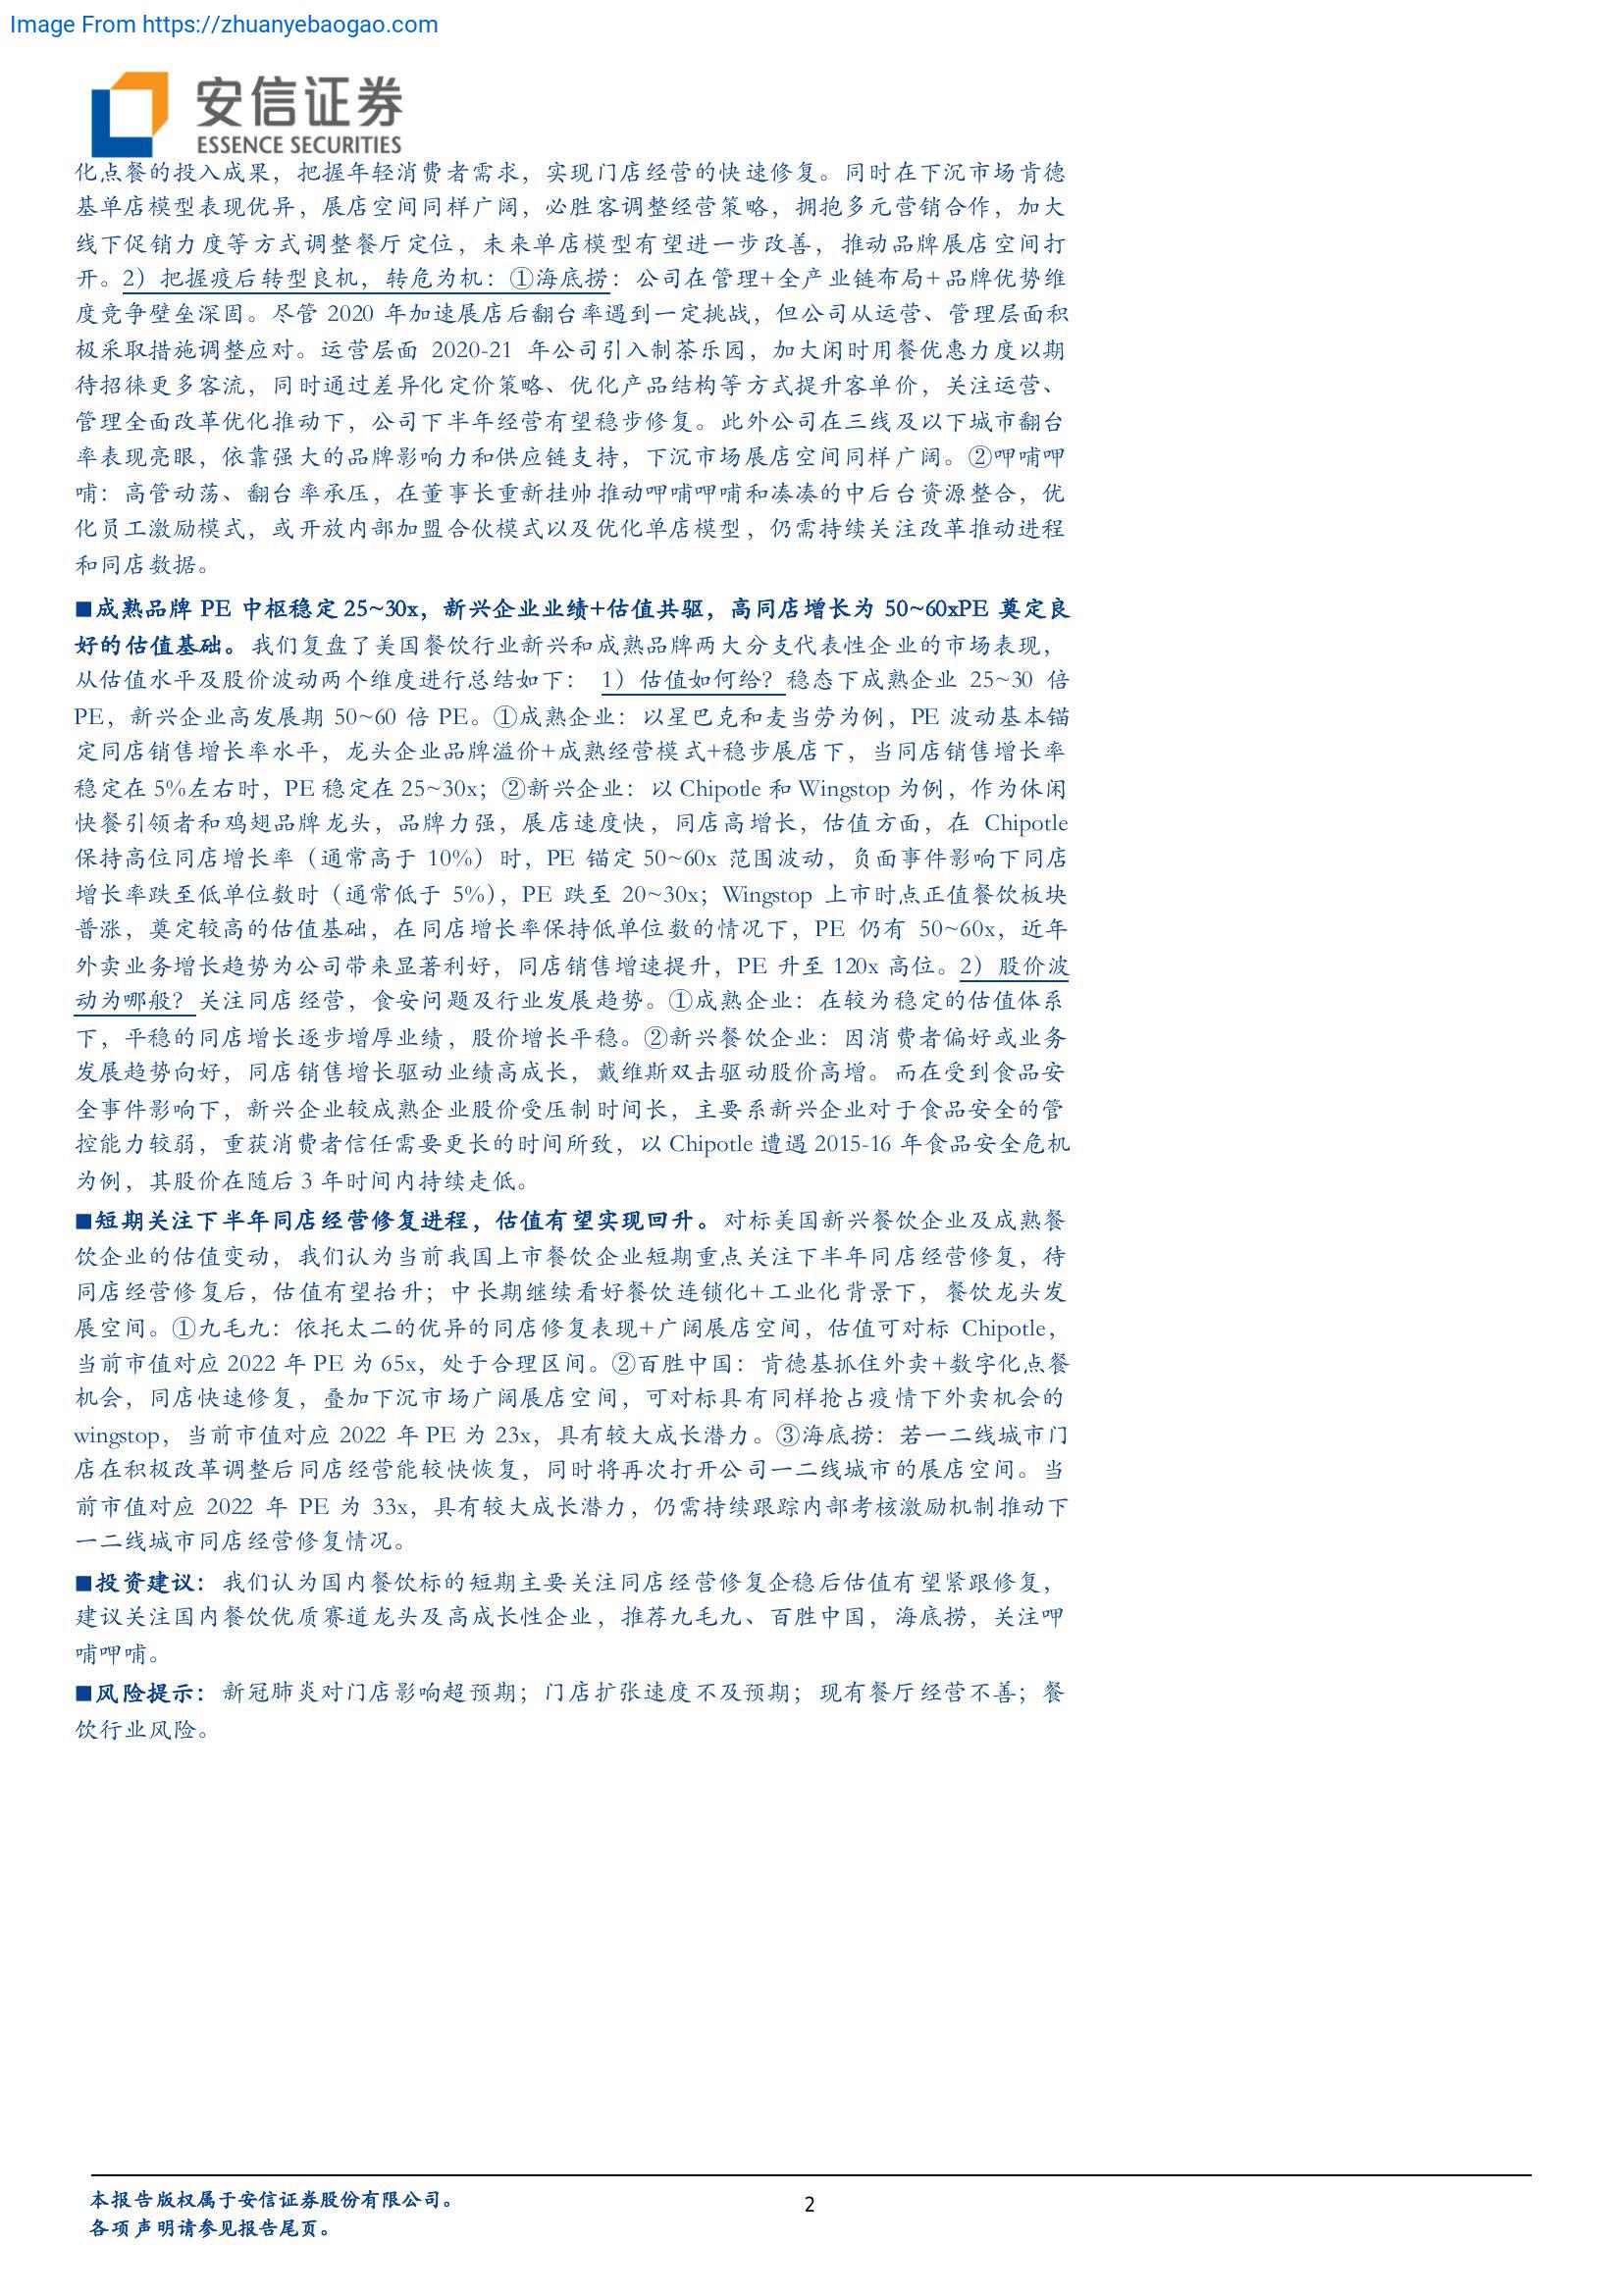 Image From https://zhuanyebaogao.com
安信证券
ESSENCE SECURITIES
化点餐的投入成果，把握年轻消费者需求，实现门店经营的快速修复。同时在下沉市场肯德
基单店模型表现优异，展店空间同样广阔，必胜客调整经营策略，拥抱多元营销合作，加大
线下促销力度等方式调整餐厅定位，未来单店模型有望进一步改善，推动品牌展店空间打
开。2）把握疫后转型良机，转危为机：①海底捞：公司在管理+全产业链布局+品牌优势维
度竞争壁垒深固。尽管 2020 年加速展店后翻台率遇到一定挑战，但公司从运营、管理层面积
极采取措施调整应对。运营层面 2020-21 年公司引入制茶乐园，加大闲时用餐优惠力度以期
待招徕更多客流，同时通过差异化定价策略、优化产品结构等方式提升客单价，关注运营、
管理全面改革优化推动下，公司下半年经营有望稳步修复。此外公司在三线及以下城市翻台
率表现亮眼，依靠强大的品牌影响力和供应链支持，下沉市场展店空间同样广阔。②呷哺呷
哺：高管动荡、翻台率承压，在董事长重新挂帅推动呷哺呷哺和凑凑的中后台资源整合，优
化员工激励模式，或开放内部加盟合伙模式以及优化单店模型，仍需持续关注改革推动进程
和同店数据。
■成熟品牌 PE 中枢稳定 25~30x，新兴企业业绩+估值共驱，高同店增长为 50~60xPE 奠定良
好的估值基础。我们复盘了美国餐饮行业新兴和成熟品牌两大分支代表性企业的市场表现，
从估值水平及股价波动两个维度进行总结如下： 1）估值如何给？稳态下成熟企业 25~30 倍
PE，新兴企业高发展期 50~60 倍 PE。①成熟企业：以星巴克和麦当劳为例，PE 波动基本锚
定同店销售增长率水平，龙头企业品牌溢价+成熟经营模式+稳步展店下，当同店销售增长率
稳定在 5%左右时，PE 稳定在 25~30x；②新兴企业：以 Chipotle 和 Wingstop 为例，作为休闲
快餐引领者和鸡翅品牌龙头，品牌力强，展店速度快，同店高增长，估值方面，在 Chipotle
保持高位同店增长率（通常高于 10%）时，PE 锚定 50~60x 范围波动，负面事件影响下同店
增长率跌至低单位数时（通常低于 5%），PE 跌至 20~30x；Wingstop 上市时点正值餐饮板块
普涨，奠定较高的估值基础，在同店增长率保持低单位数的情况下，PE 仍有 50~60x，近年
外卖业务增长趋势为公司带来显著利好，同店销售增速提升，PE 升至 120x 高位。2）股价波
动为哪般？关注同店经营，食安问题及行业发展趋势。①成熟企业：在较为稳定的估值体系
下，平稳的同店增长逐步增厚业绩，股价增长平稳。②新兴餐饮企业：因消费者偏好或业务
发展趋势向好，同店销售增长驱动业绩高成长，戴维斯双击驱动股价高增。而在受到食品安
全事件影响下，新兴企业较成熟企业股价受压制时间长，主要系新兴企业对于食品安全的管
控能力较弱，重获消费者信任需要更长的时间所致，以 Chipotle 遭遇 2015-16 年食品安全危机
为例，其股价在随后 3 年时间内持续走低。
■短期关注下半年同店经营修复进程，估值有望实现回升。对标美国新兴餐饮企业及成熟餐
饮企业的估值变动，我们认为当前我国上市餐饮企业短期重点关注下半年同店经营修复，待
同店经营修复后，估值有望抬升；中长期继续看好餐饮连锁化+工业化背景下，餐饮龙头发
展空间。①九毛九：依托太二的优异的同店修复表现+广阔展店空间，估值可对标 Chipotle，
当前市值对应 2022 年 PE 为 65x，处于合理区间。②百胜中国：肯德基抓住外卖+数字化点餐
机会，同店快速修复，叠加下沉市场广阔展店空间，可对标具有同样抢占疫情下外卖机会的
wingstop，当前市值对应 2022 年 PE 为 23x，具有较大成长潜力。③海底捞：若一二线城市门
店在积极改革调整后同店经营能较快恢复，同时将再次打开公司一二线城市的展店空间。当
前市值对应 2022 年 PE 为 33x，具有较大成长潜力，仍需持续跟踪内部考核激励机制推动下
一二线城市同店经营修复情况。
■投资建议：我们认为国内餐饮标的短期主要关注同店经营修复企稳后估值有望紧跟修复，
建议关注国内餐饮优质赛道龙头及高成长性企业，推荐九毛九、百胜中国，海底捞，关注呷
哺呷哺。
■风险提示：新冠肺炎对门店影响超预期；门店扩张速度不及预期；现有餐厅经营不善；餐
饮行业风险。
本报告版权属于安信证券股份有限公司。
各项声明请参见报告尾页。
2